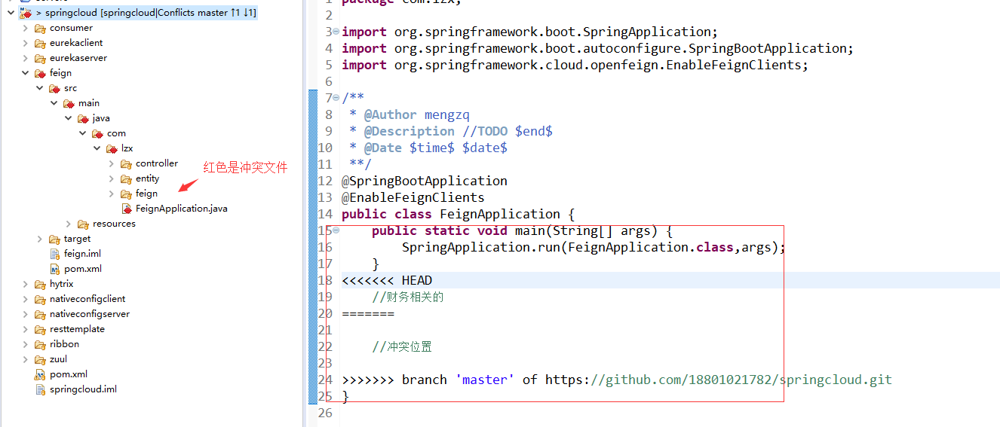 > springcloud [springcloud|Conflicts master ↑1 ↓1]
consumer
eurekaclient
eurekaserver
feign
src
main
java
com
lzx
controller
entity
feign
FeignApplication.java
resources
target
feign.iml
pom.xml
hytrix
nativeconfigclient
nativeconfigserver
resttemplate
ribbon
zuul
pom.xml
springcloud.iml
红色是冲突文件
2
3 import org.springframework.boot.SpringApplication;
4 import org.springframework.boot.autoconfigure.SpringBootApplication;
5 import org.springframework.cloud.openfeign.EnableFeignClients;
6
7 /**
8 * @Author mengzq
9 * @Description //TODO $end$
10 * @Date $time$ $date$
11 **/
12 @SpringBootApplication
13 @EnableFeignClients
14 public class FeignApplication {
15 public static void main(String[] args) {
16 SpringApplication.run(FeignApplication.class,args);
17 }
18 <<<<<<< HEAD
19 //财务相关的
20 =======
21
22 //冲突位置
23
24 >>>>>>> branch 'master' of https://github.com/18801021782/springcloud.git
25 }
26